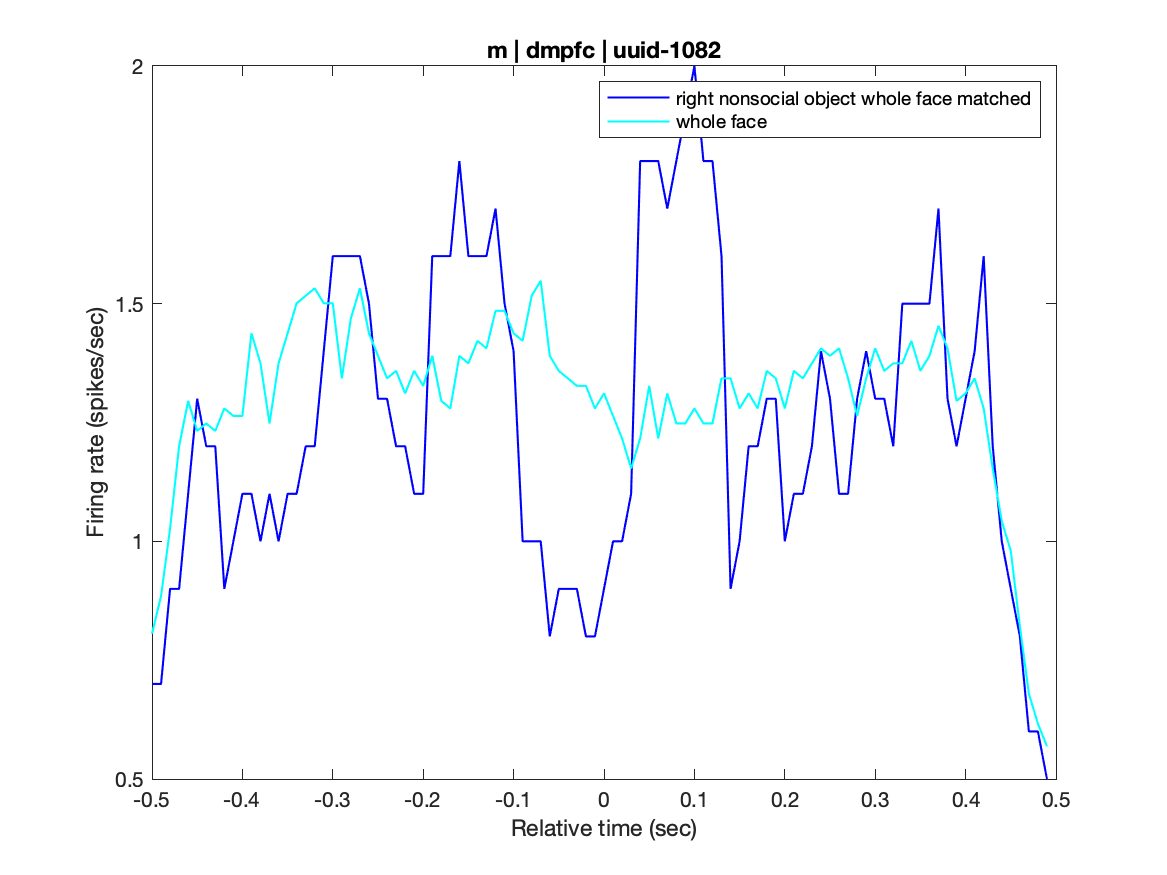 m | dmpfc | uuid-1082
right nonsocial object whole face matched
whole face
2
1.5
1
0.5
Firing rate (spikes/sec)
-0.5 -0.4 -0.3 -0.2 -0.1 0 0.1 0.2 0.3 0.4 0.5
Relative time (sec)